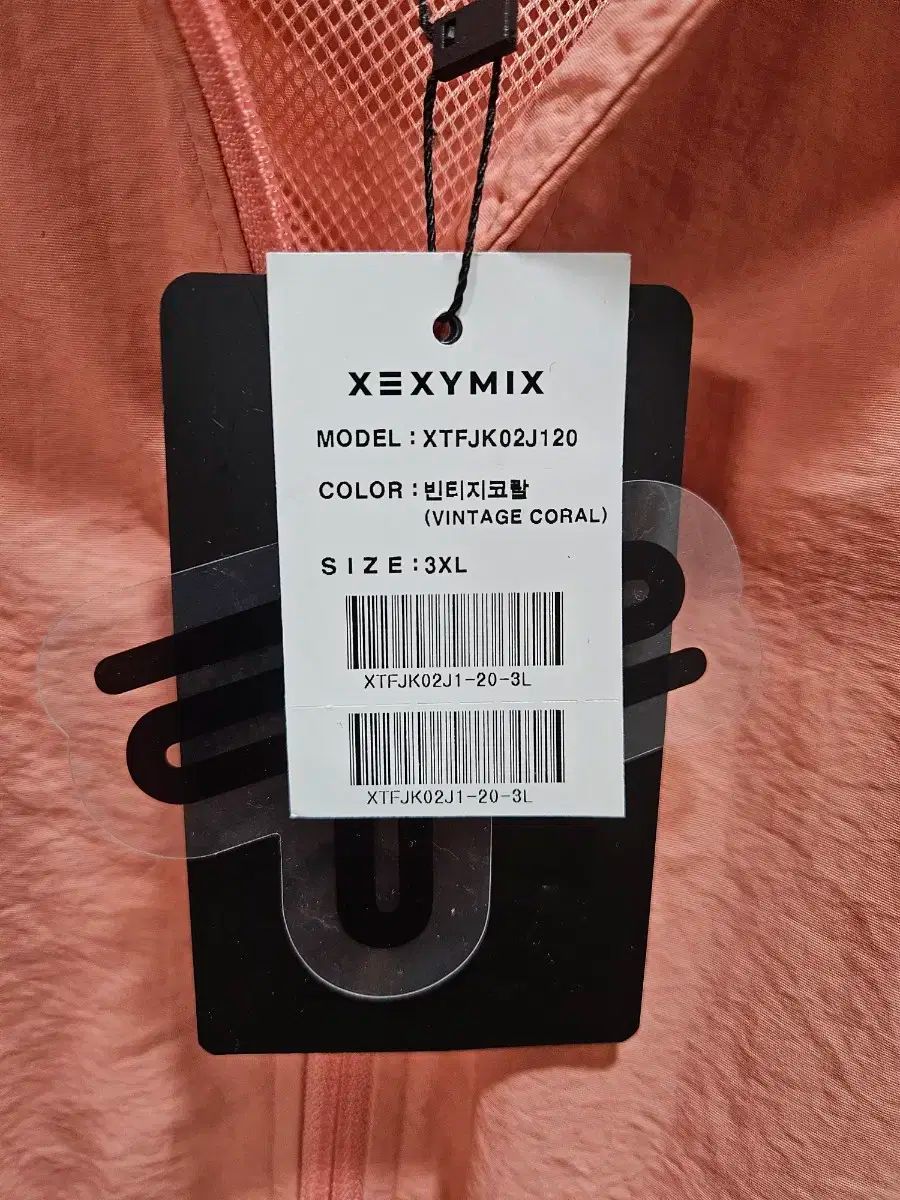 XEXYMIX
MODEL : XTFJK02J120
COLOR : 빈티지코랄
(VINTAGE CORAL)
SIZE : 3XL
XTFJK02J1-20-3L
XTFJK02J1-20-3L